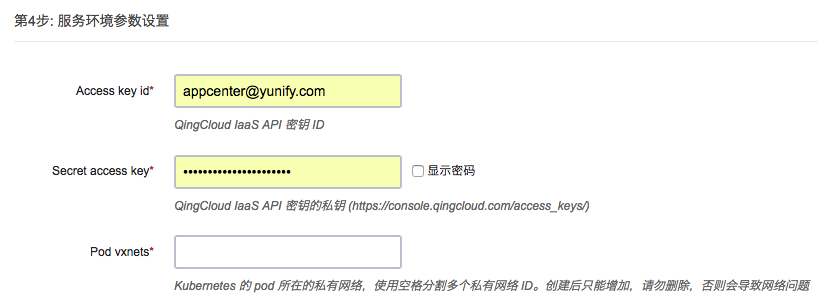 第4步: 服务环境参数设置
Access key id*
appcenter@yunify.com
QingCloud IaaS API 密钥 ID
Secret access key*
••••••••••••••••••••••
显示密码
QingCloud IaaS API 密钥的私钥 (https://console.qingcloud.com/access_keys/)
Pod vxnets*
Kubernetes 的 pod 所在的私有网络，使用空格分割多个私有网络 ID。创建后只能增加，请勿删除，否则会导致网络问题